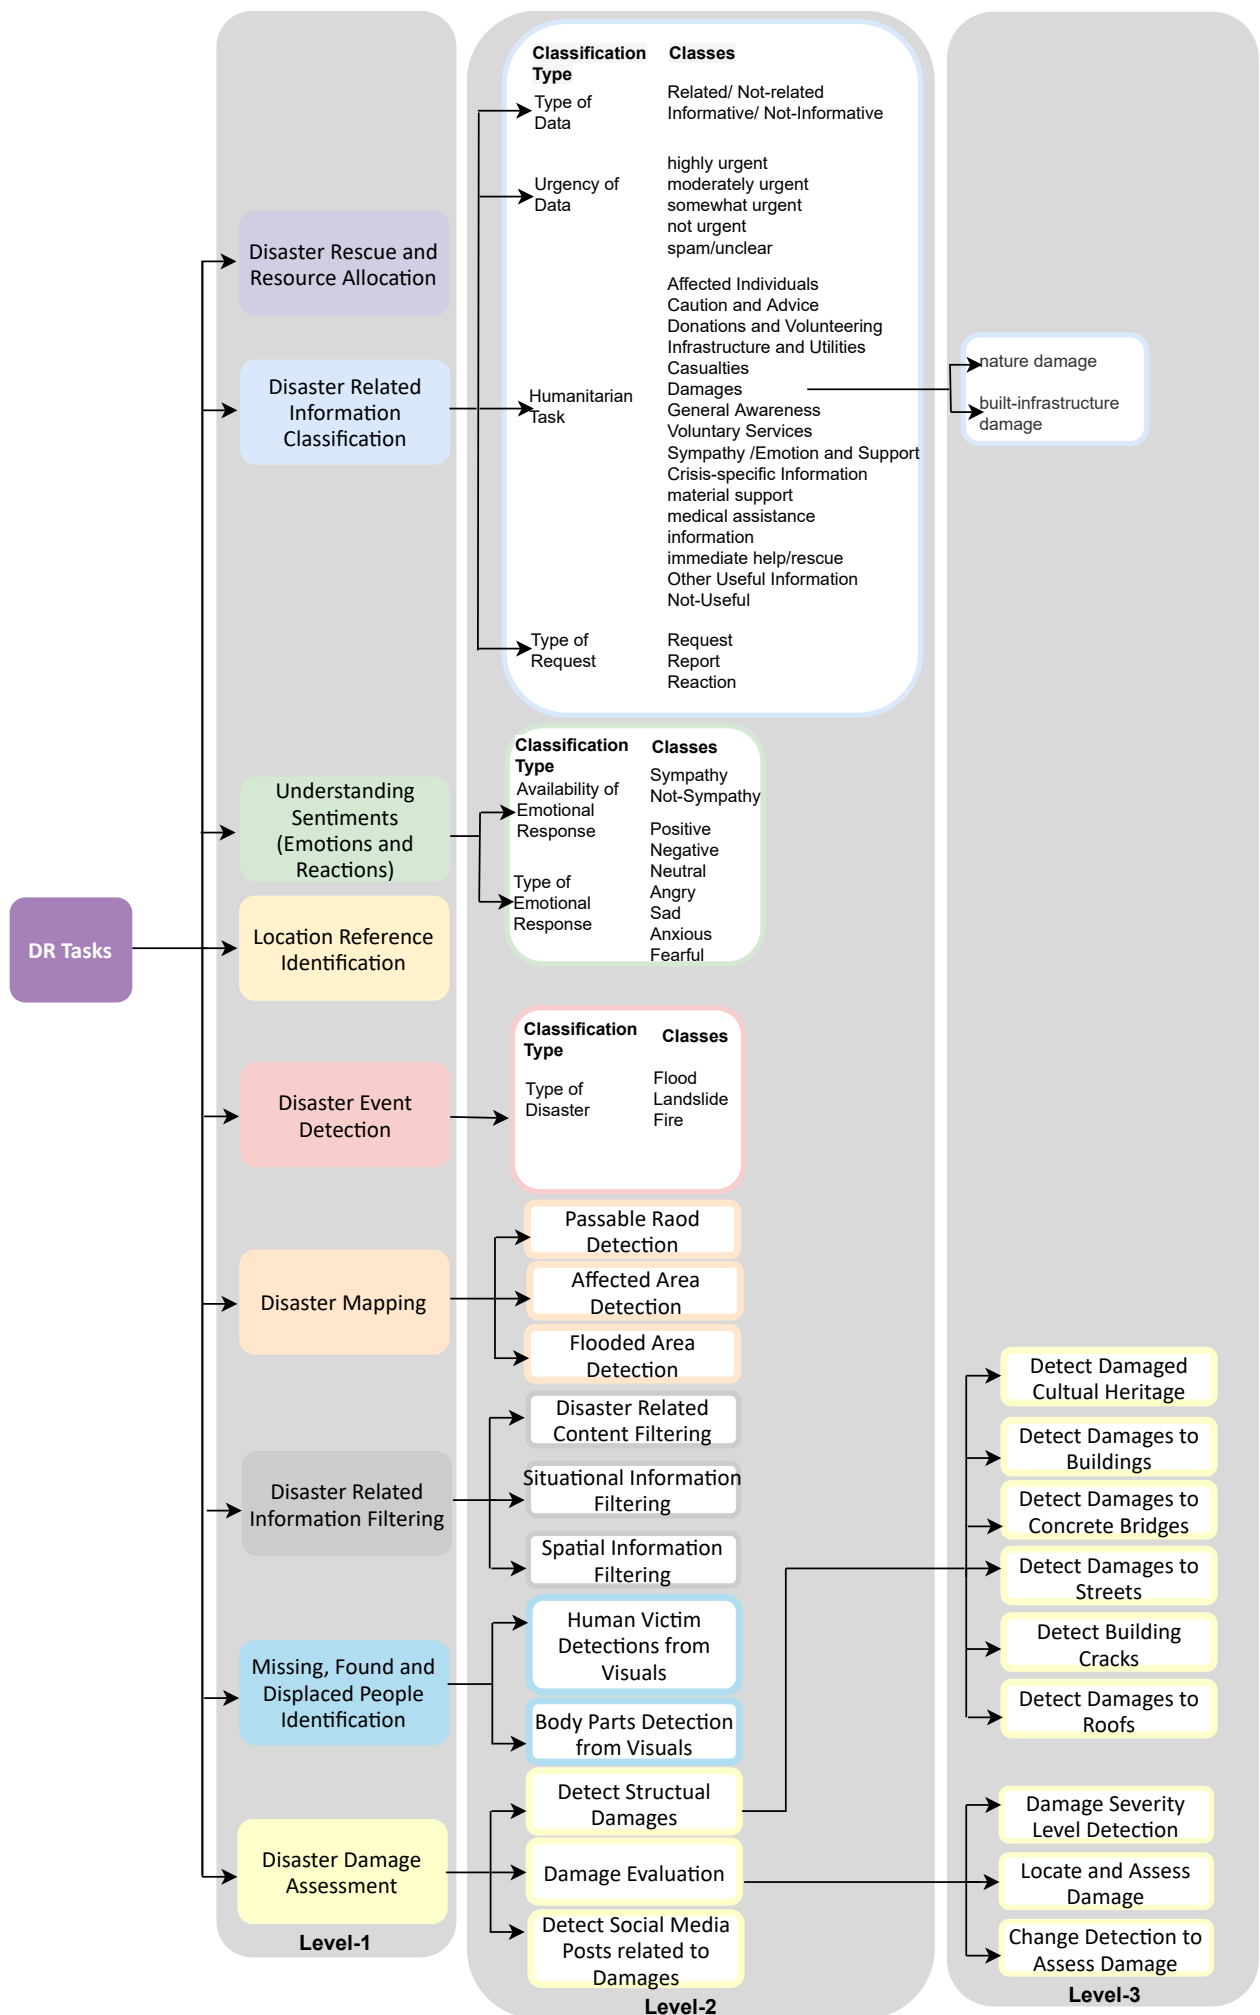 DR Tasks
Disaster Rescue and
Resource Allocation
Disaster Related
Information
Classification
Understanding
Sentiments
(Emotions and
Reactions)
Location Reference
Identification
Disaster Event
Detection
Disaster Mapping
Disaster Related
Information Filtering
Missing, Found and
Displaced People
Identification
Disaster Damage
Assessment
Level-1
Classification
Type
Classes
Type of
Data
Related/ Not-related
Informative/ Not-Informative
Urgency of
Data
highly urgent
moderately urgent
somewhat urgent
not urgent
spam/unclear
Humanitarian
Task
Affected Individuals
Caution and Advice
Donations and Volunteering
Infrastructure and Utilities
Casualties
Damages
General Awareness
Voluntary Services
Sympathy /Emotion and Support
Crisis-specific Information
material support
medical assistance
information
immediate help/rescue
Other Useful Information
Not-Useful
Type of
Request
Request
Report
Reaction
Classification
Type
Classes
Availability of
Emotional
Response
Sympathy
Not-Sympathy
Type of
Emotional
Response
Positive
Negative
Neutral
Angry
Sad
Anxious
Fearful
Classification
Type
Classes
Type of
Disaster
Flood
Landslide
Fire
Passable Raod
Detection
Affected Area
Detection
Flooded Area
Detection
Disaster Related
Content Filtering
Situational Information
Filtering
Spatial Information
Filtering
Human Victim
Detections from
Visuals
Body Parts Detection
from Visuals
Detect Structual
Damages
Damage Evaluation
Detect Social Media
Posts related to
Damages
Level-2
nature damage
built-infrastructure
damage
Detect Damaged
Cultual Heritage
Detect Damages to
Buildings
Detect Damages to
Concrete Bridges
Detect Damages to
Streets
Detect Building
Cracks
Detect Damages to
Roofs
Damage Severity
Level Detection
Locate and Assess
Damage
Change Detection to
Assess Damage
Level-3